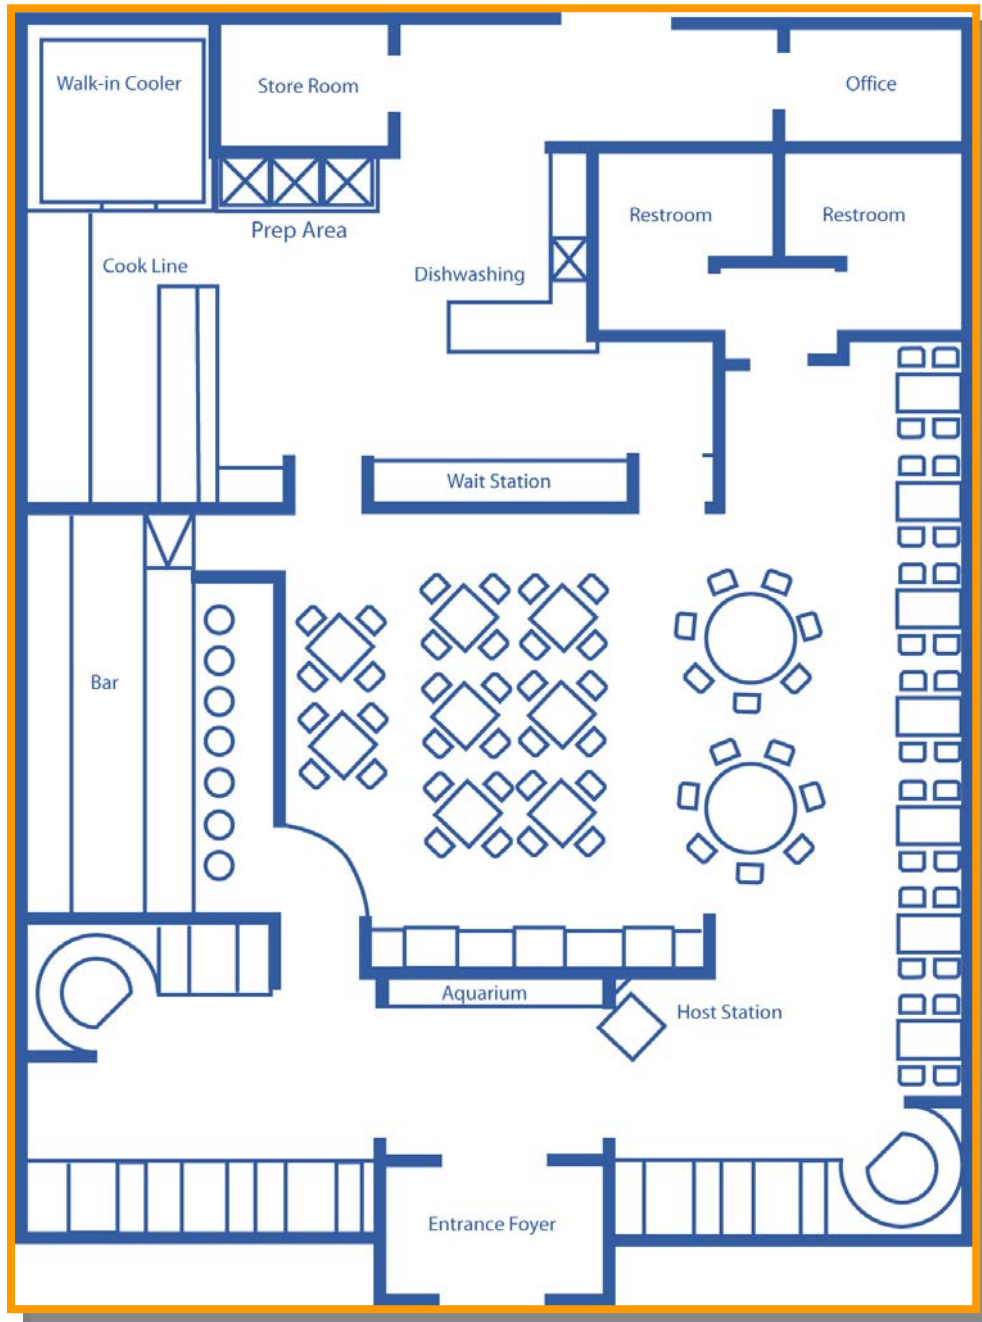 Walk-in Cooler
Store Room
Office
Prep Area
Restroom
Restroom
Cook Line
Dishwashing
Wait Station
Bar
Aquarium
Host Station
Entrance Foyer